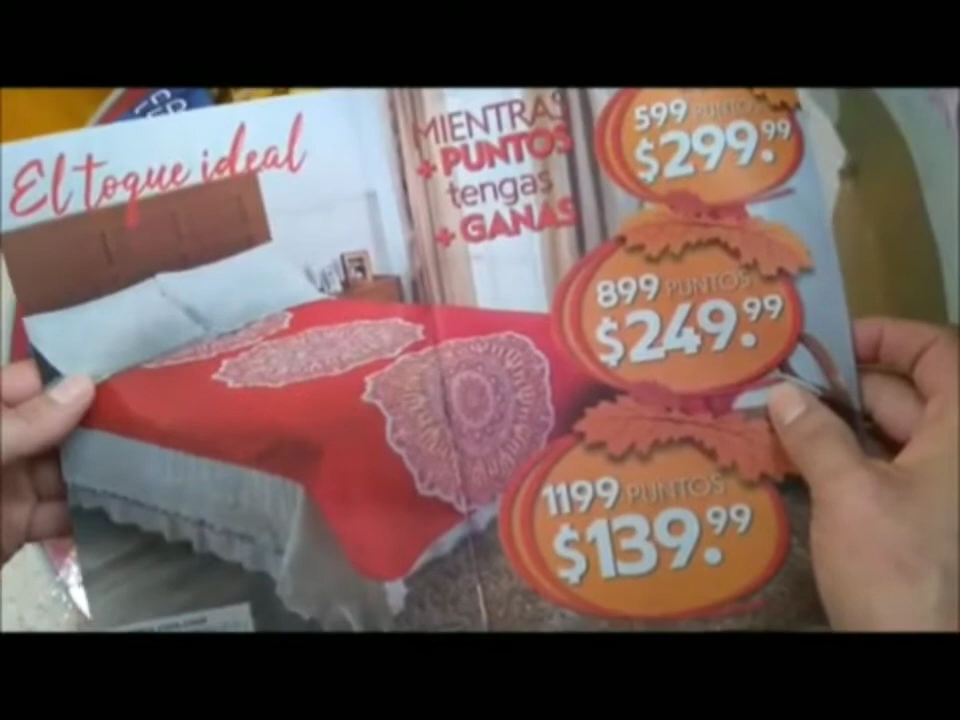 El toque ideal
MIENTRAS
+ PUNTOS
tengas
+ GANAS
599 PUNTOS
$299.99
899 PUNTOS
$249.99
1199 PUNTOS
$139.99